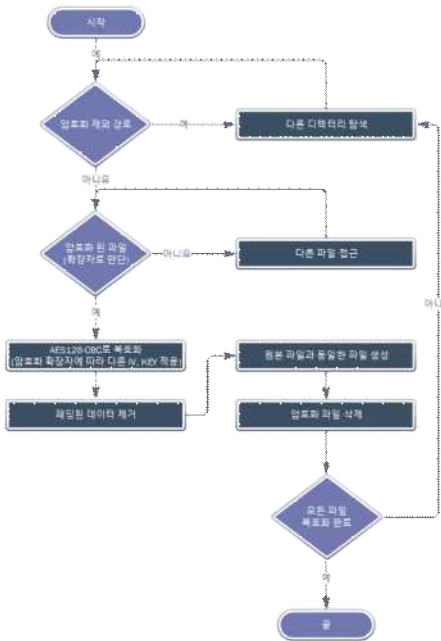 시작
예
암호화 제외 경로
예
다른 디렉터리 탐색
아니요
암호화 된 파일
(확장자로 판단)
아니요
다른 파일 접근
예
AES128-CBC로 복호화
(암호화 확장자에 따라 다른 IV, KEY 적용)
원본 파일과 동일한 파일 생성
패딩된 데이터 제거
암호화 파일 삭제
모든 파일
복호화 완료
예
끝